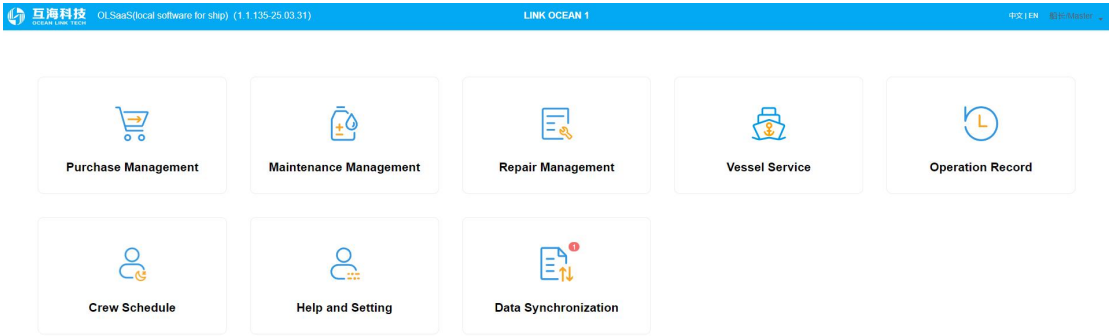 互海科技
OCEAN LINK TECH
OLSaaS(local software for ship) (1.1.135-25.03.31)
LINK OCEAN 1
中文 | EN
船长/Master
Purchase Management
Maintenance Management
Repair Management
Vessel Service
Operation Record
Crew Schedule
Help and Setting
1
Data Synchronization